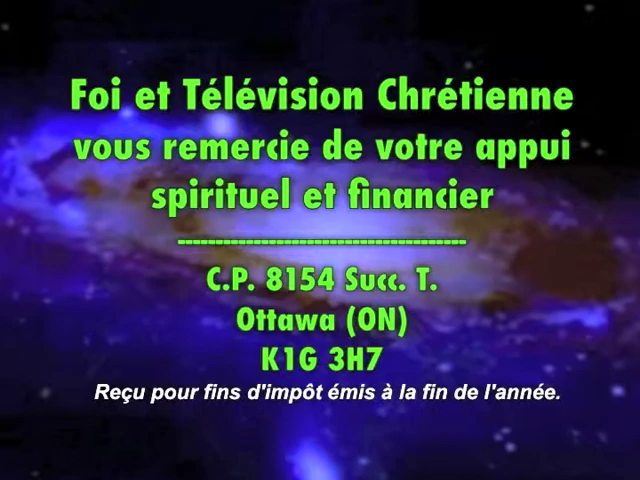 Foi et Télévision Chrétienne
vous remercie de votre appui
spirituel et financier
--------------------------------------
C.P. 8154 Succ. T.
Ottawa (ON)
K1G 3H7
Reçu pour fins d'impôt émis à la fin de l'année.